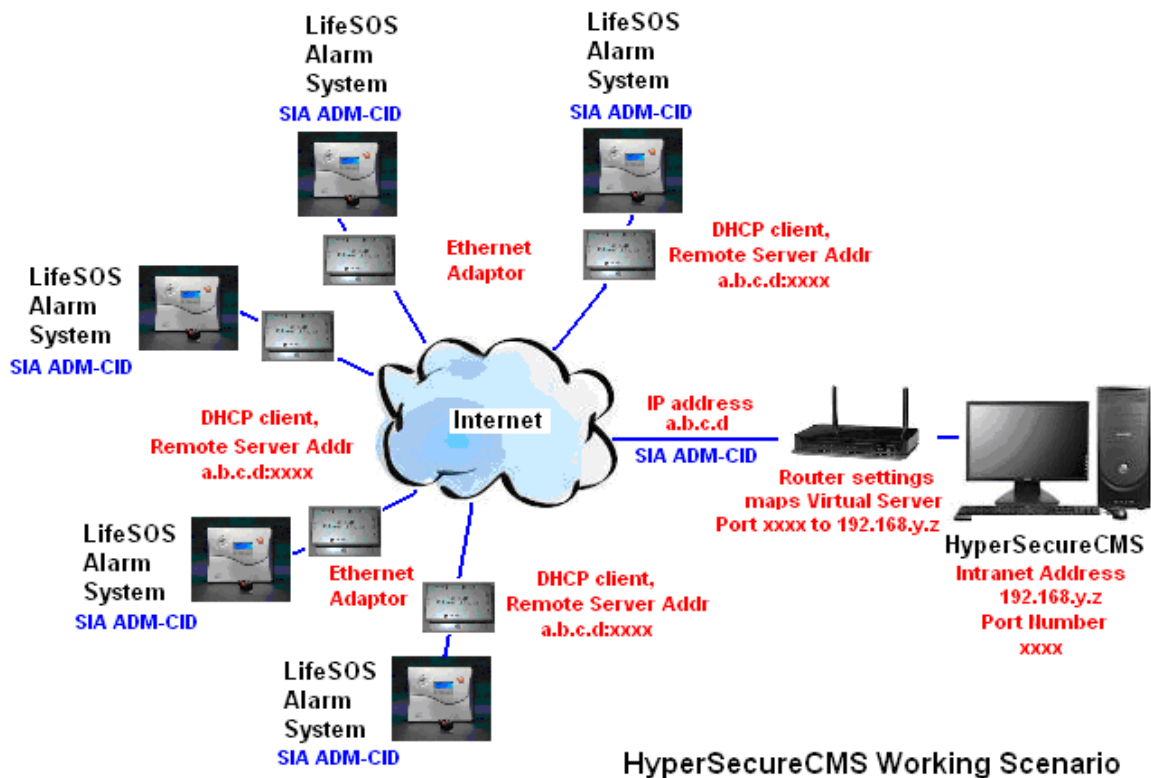 LifeSOS
Alarm
System
SIA ADM-CID
LifeSOS
Alarm
System
SIA ADM-CID
Ethernet
Adaptor
DHCP client,
Remote Server Addr
a.b.c.d:xxxx
LifeSOS
Alarm
System
SIA ADM-CID
DHCP client,
Remote Server Addr
a.b.c.d:xxxx
Internet
IP address
a.b.c.d
SIA ADM-CID
Router settings
maps Virtual Server
Port xxxx to 192.168.y.z
HyperSecureCMS
Intranet Address
192.168.y.z
Port Number
xxxx
LifeSOS
Alarm
System
SIA ADM-CID
Ethernet
Adaptor
DHCP client,
Remote Server Addr
a.b.c.d:xxxx
LifeSOS
Alarm
System
SIA ADM-CID
HyperSecureCMS Working Scenario